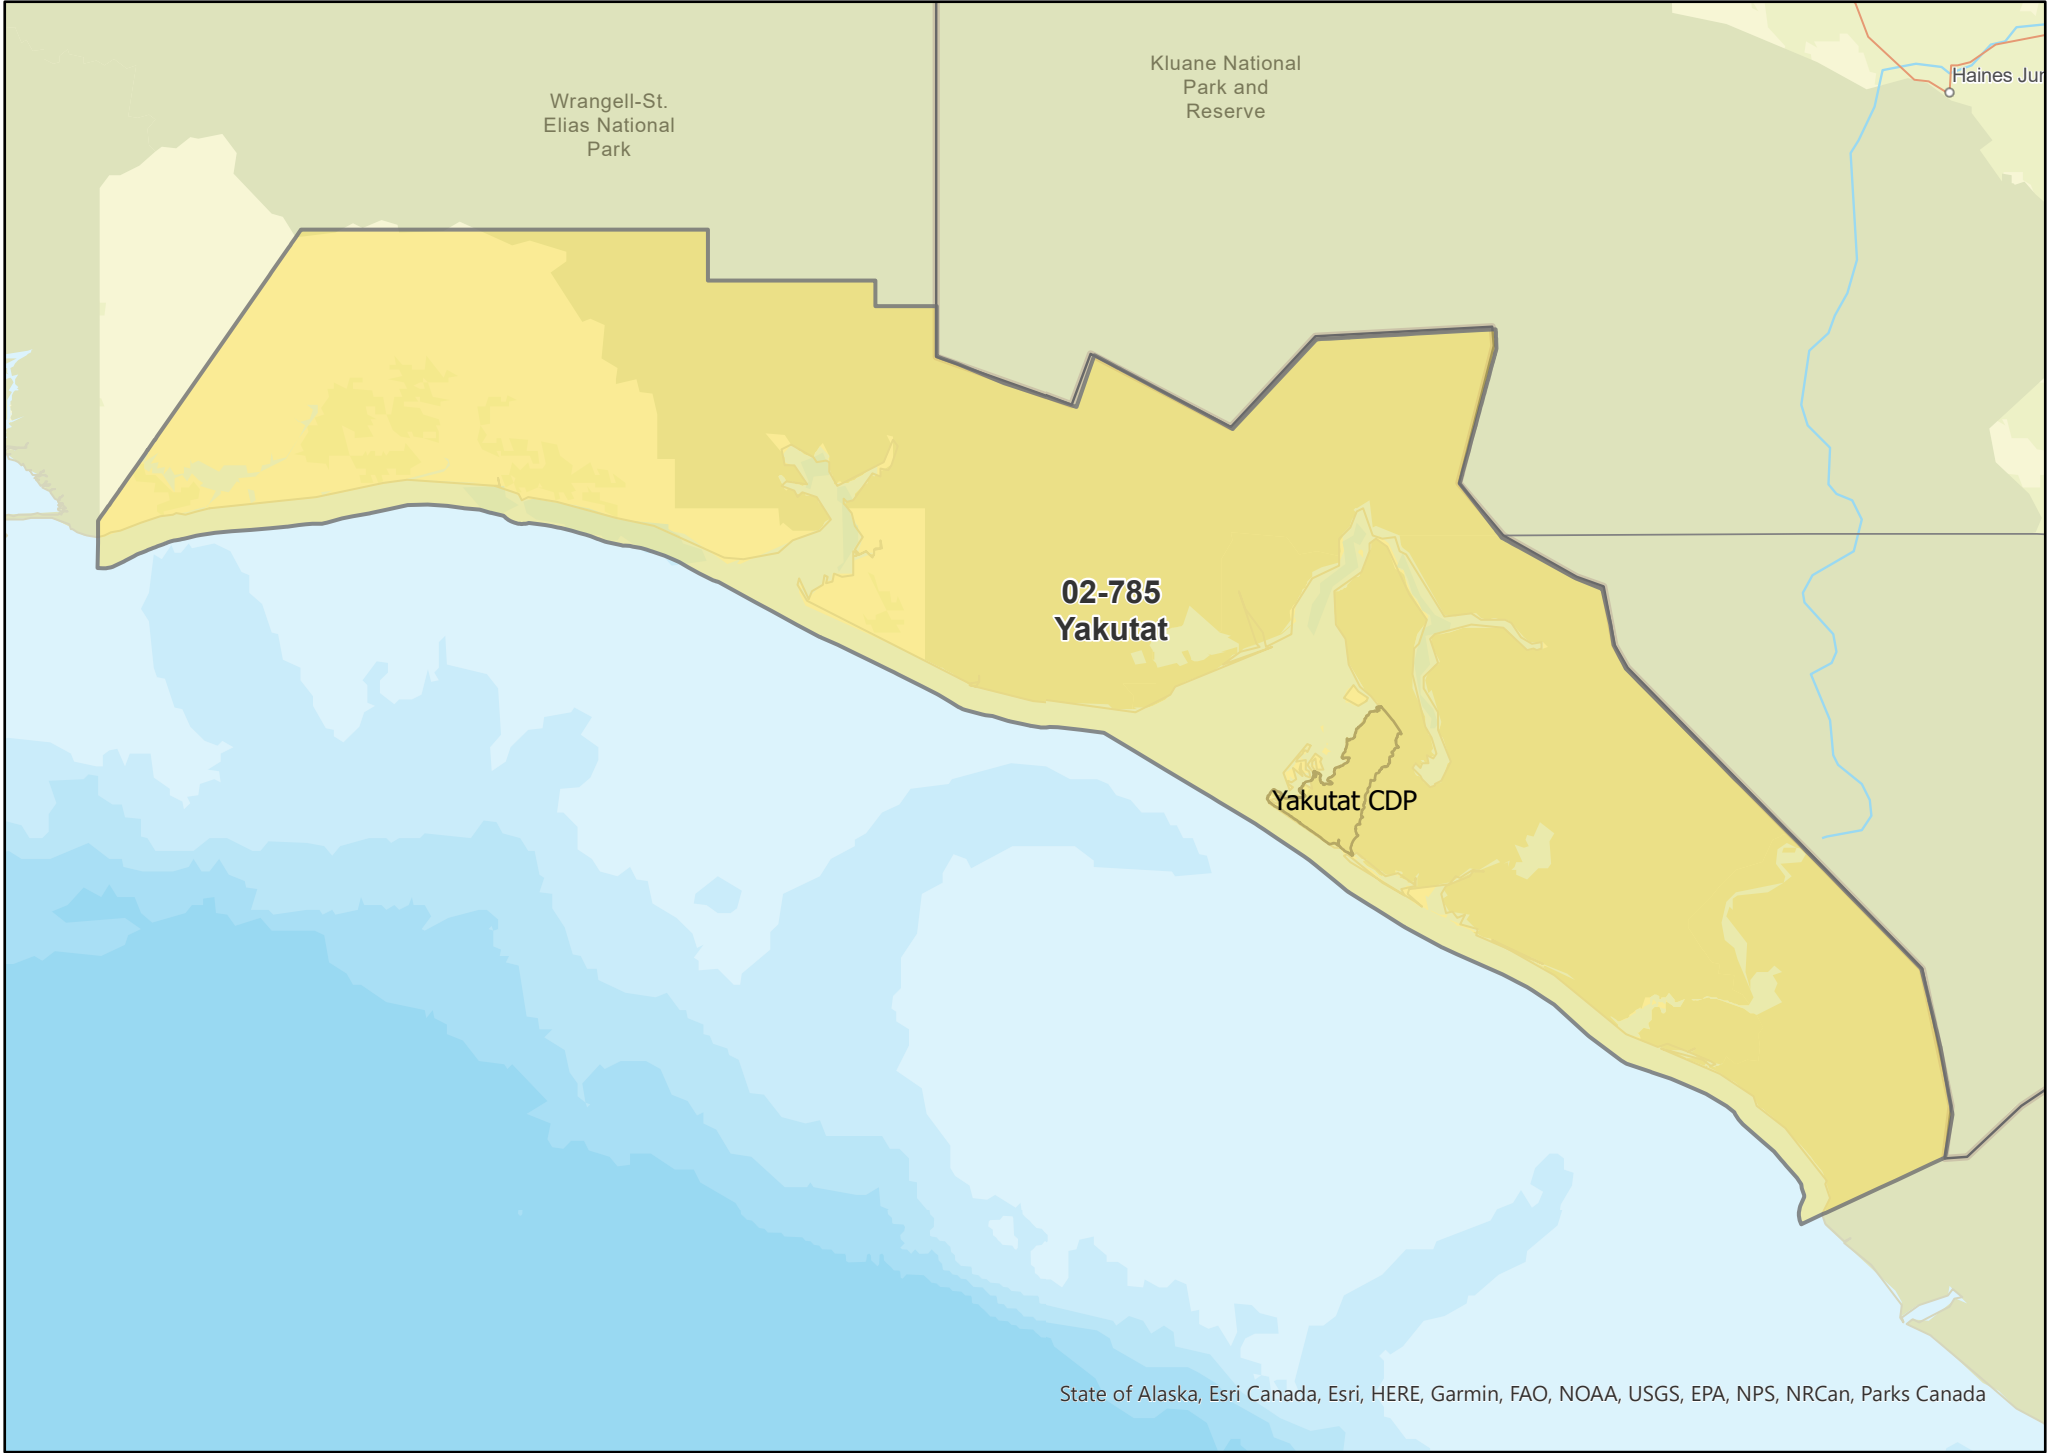 Wrangell-St.
Elias National
Park
Kluane National
Park and
Reserve
Haines Jur
02-785
Yakutat
Yakutat CDP
State of Alaska, Esri Canada, Esri, HERE, Garmin, FAO, NOAA, USGS, EPA, NPS, NRCan, Parks Canada